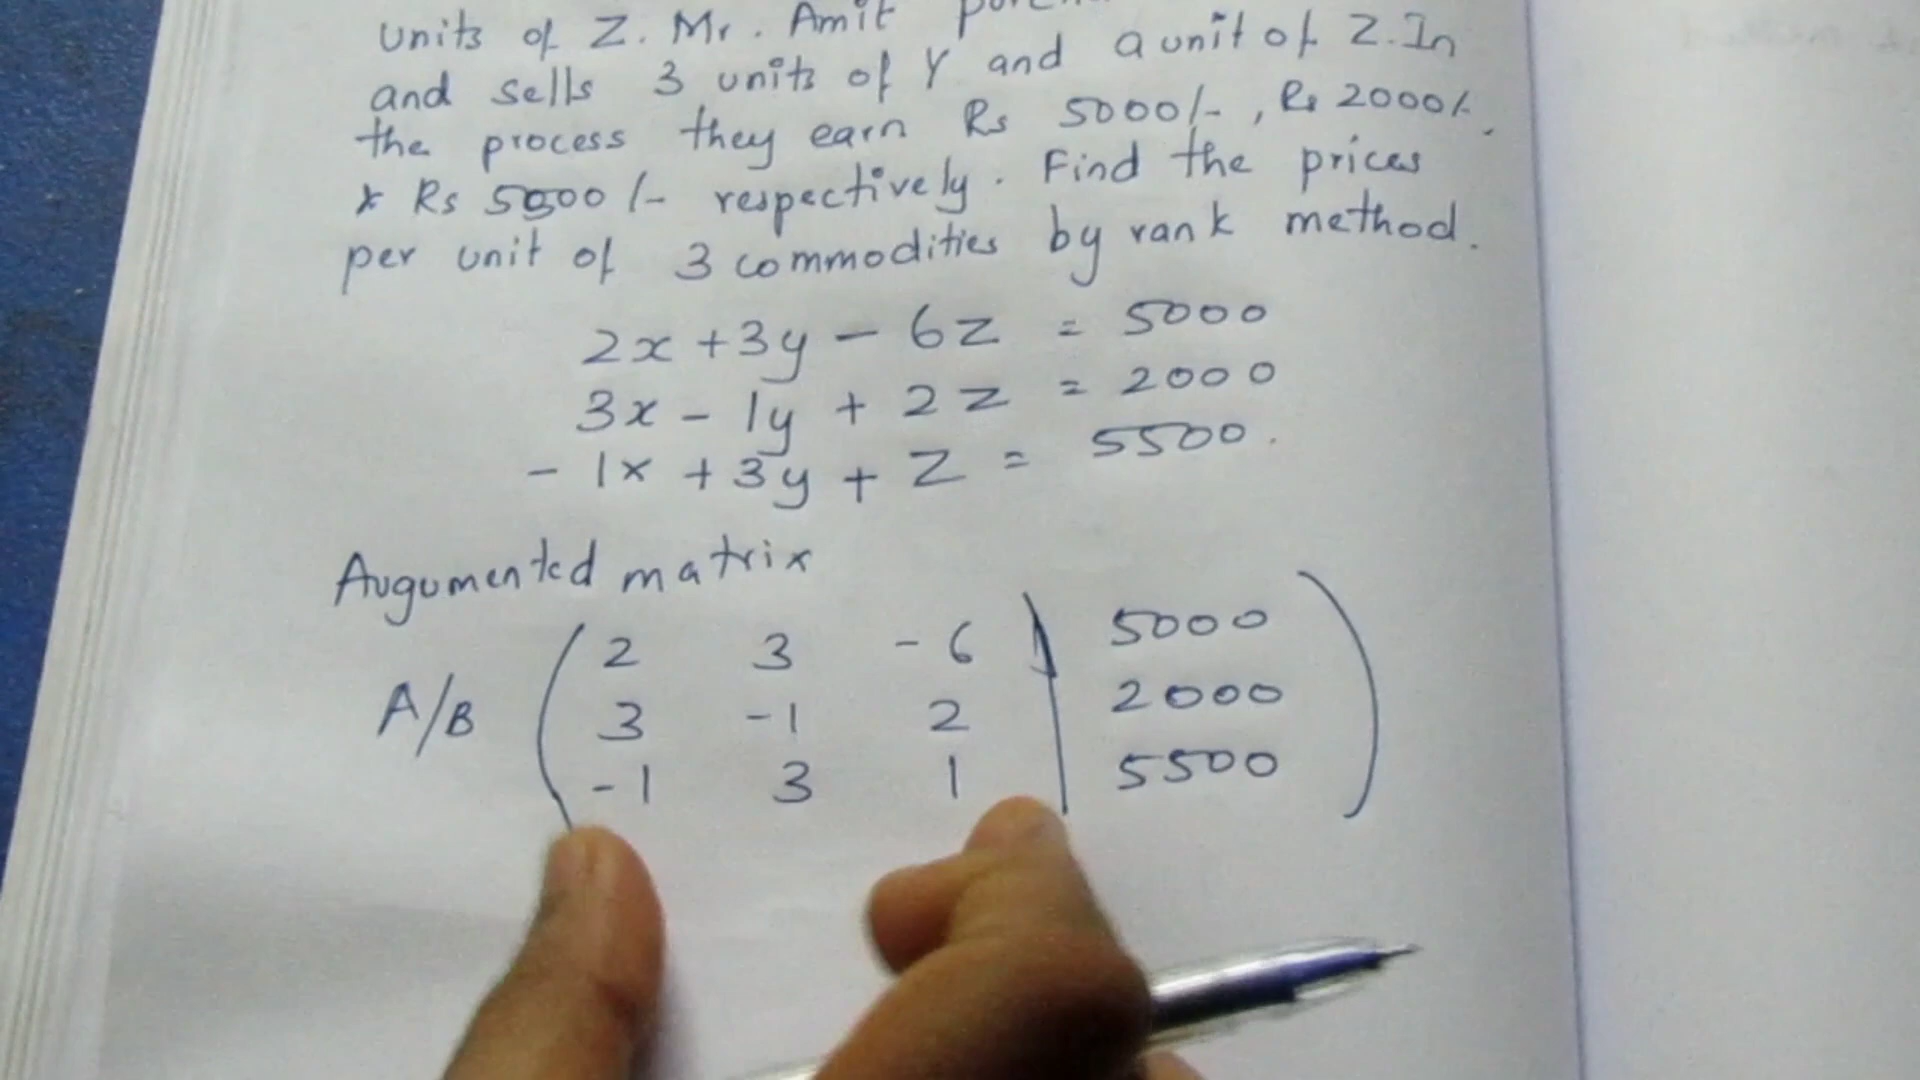 units of Z. Mr. Amit
and sells 3 units of Y and a unit of Z. In
the process they earn Rs 5000/-, Rs 2000/-
& Rs 5500/- respectively. Find the prices
per unit of 3 commodities by rank method.
2x + 3y - 6z = 5000
3x - 1y + 2z = 2000
- 1x + 3y + z = 5500.
Augumented matrix
2 3 -6 | 5000
A/B 3 -1 2 | 2000
-1 3 1 | 5500